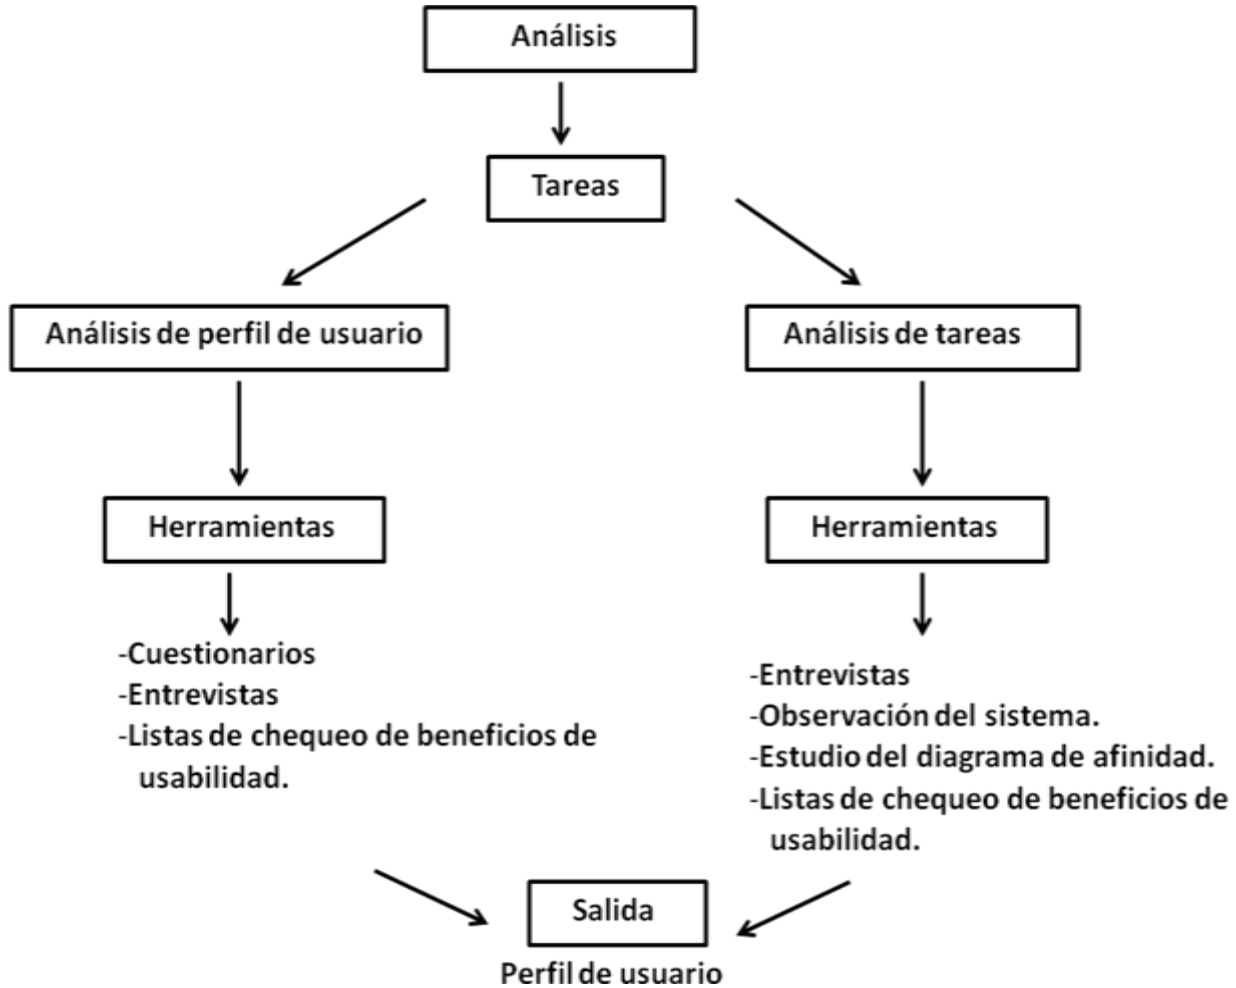 Análisis
Tareas
Análisis de perfil de usuario
Análisis de tareas
Herramientas
Herramientas
-Cuestionarios
-Entrevistas
-Listas de chequeo de beneficios de
usabilidad.
-Entrevistas
-Observación del sistema.
-Estudio del diagrama de afinidad.
-Listas de chequeo de beneficios de
usabilidad.
Salida
Perfil de usuario